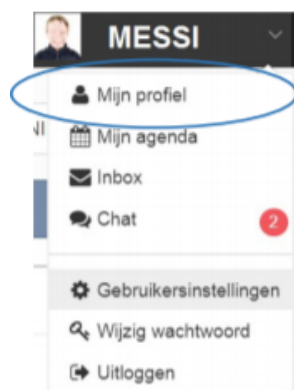 MESSI
Mijn profiel
Mijn agenda
Inbox
Chat
2
Gebruikersinstellingen
Wijzig wachtwoord
Uitloggen